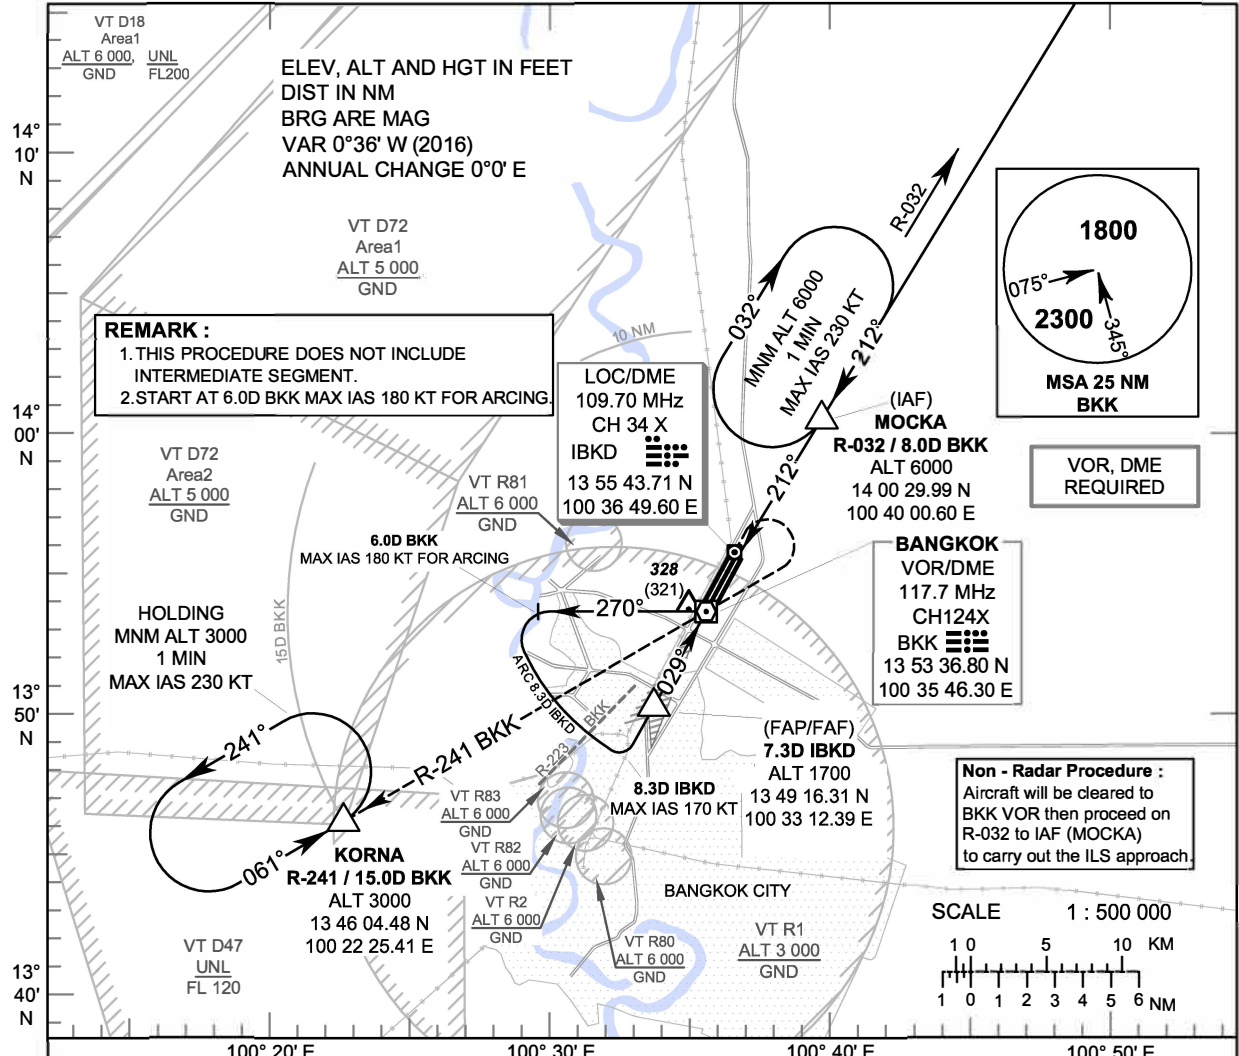 VT D18
Area1
ALT 6 000, UNL
GND FL200
ELEV, ALT AND HGT IN FEET
DIST IN NM
BRG ARE MAG
VAR 0°36' W (2016)
ANNUAL CHANGE 0°0' E
14°
10'
N
VT D72
Area1
ALT 5 000
GND
R-032
1800
075°
2300
345°
MSA 25 NM
BKK
032°
MNM ALT 6000
1 MIN
MAX IAS 230 KT
212°
REMARK :
1. THIS PROCEDURE DOES NOT INCLUDE
INTERMEDIATE SEGMENT.
2. START AT 6.0D BKK MAX IAS 180 KT FOR ARCING.
10 NM
LOC/DME
109.70 MHz
CH 34 X
IBKD
13 55 43.71 N
100 36 49.60 E
(IAF)
MOCKA
R-032 / 8.0D BKK
ALT 6000
14 00 29.99 N
100 40 00.60 E
14°
00'
N
VOR, DME
REQUIRED
VT D72
Area2
ALT 5 000
GND
VT R81
ALT 6 000
GND
212°
6.0D BKK
MAX IAS 180 KT FOR ARCING
328
(321)
BANGKOK
VOR/DME
117.7 MHz
CH124X
BKK
13 53 36.80 N
100 35 46.30 E
HOLDING
MNM ALT 3000
1 MIN
MAX IAS 230 KT
15D BKK
270°
029°
ARC 8.3D IBKD
13°
50'
N
241°
R-241 BKK
R-223 BKK
(FAP/FAF)
7.3D IBKD
ALT 1700
13 49 16.31 N
100 33 12.39 E
8.3D IBKD
MAX IAS 170 KT
Non - Radar Procedure :
Aircraft will be cleared to
BKK VOR then proceed on
R-032 to IAF (MOCKA)
to carry out the ILS approach.
VT R83
ALT 6 000
GND
VT R82
ALT 6 000
GND
VT R2
ALT 6 000
GND
061°
KORNA
R-241 / 15.0D BKK
ALT 3000
13 46 04.48 N
100 22 25.41 E
BANGKOK CITY
VT R80
ALT 6 000
GND
VT R1
ALT 3 000
GND
VT D47
UNL
FL 120
SCALE 1 : 500 000
1 0 5 10 KM
1 0 1 2 3 4 5 6 NM
13°
40'
N
100° 20' E
100° 30' E
100° 40' E
100° 50' E